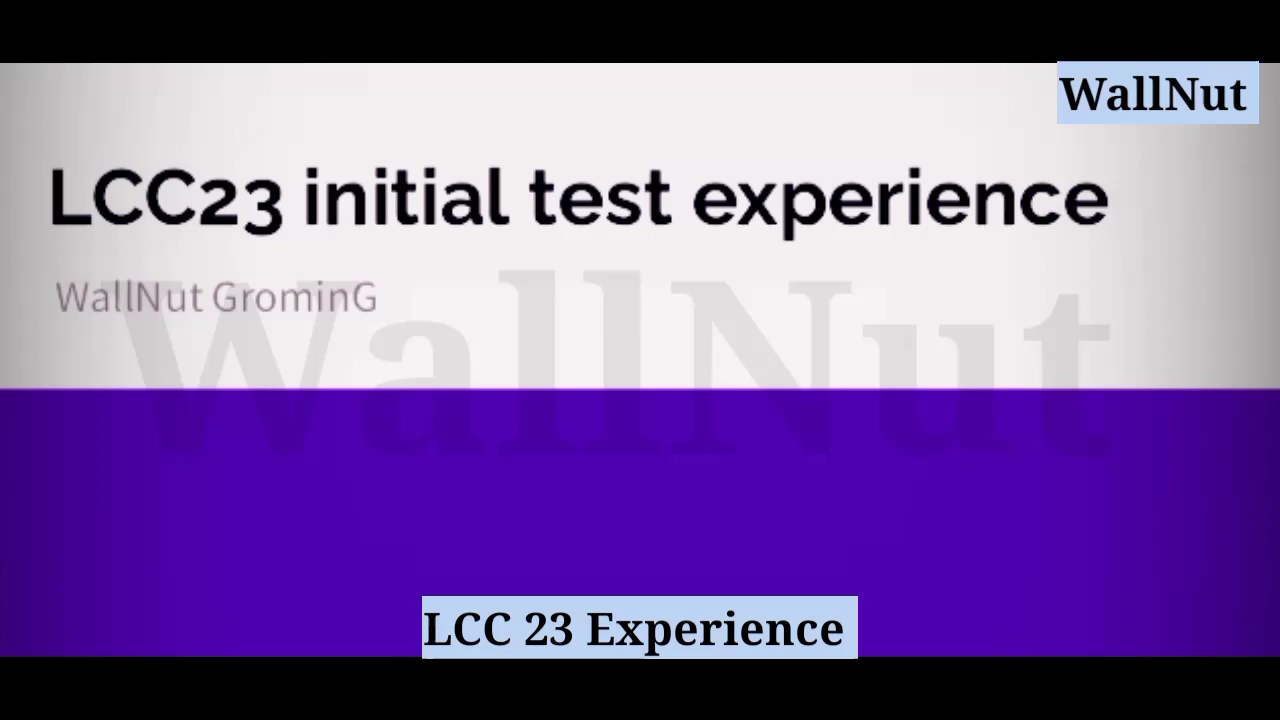 WallNut
LCC23 initial test experience
WallNut GrominG
WallNut
LCC 23 Experience